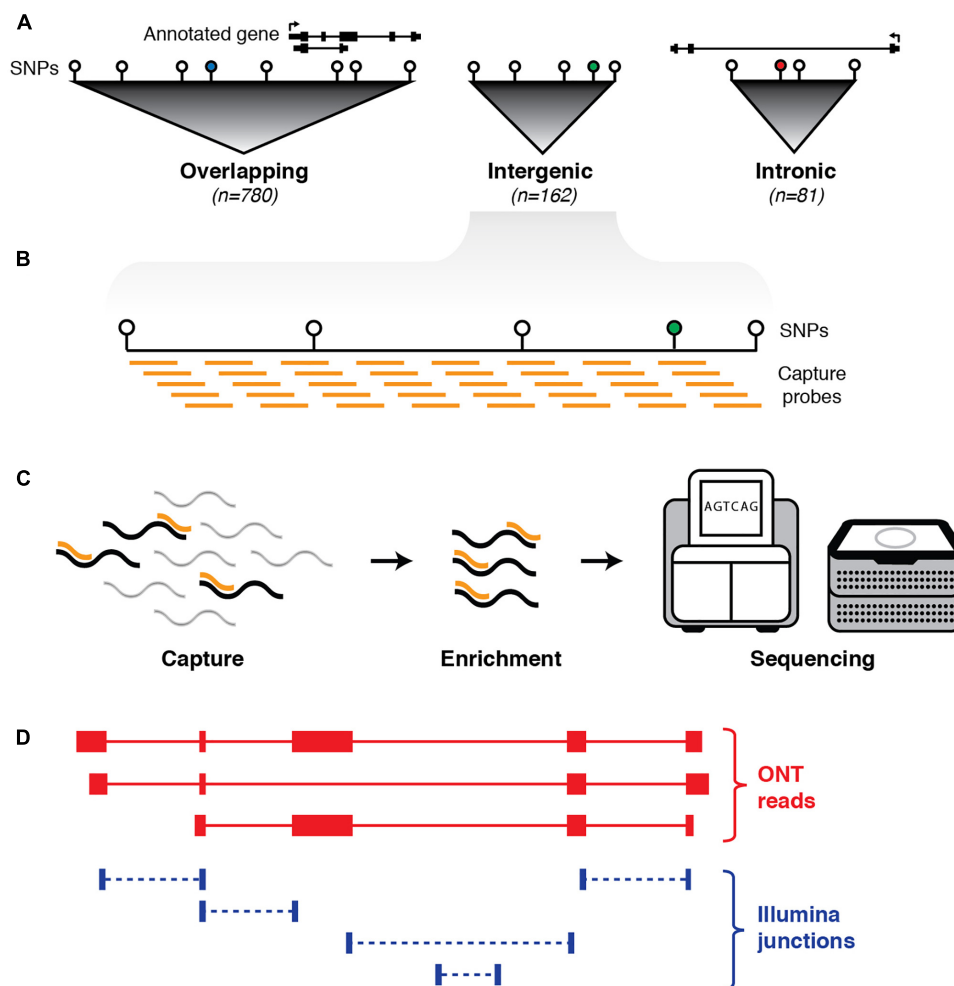 A
Annotated gene
SNPs
Overlapping
(n=780)
Intergenic
(n=162)
Intronic
(n=81)
B
SNPs
Capture
probes
C
AGTCAG
Capture
Enrichment
Sequencing
D
ONT
reads
Illumina
junctions